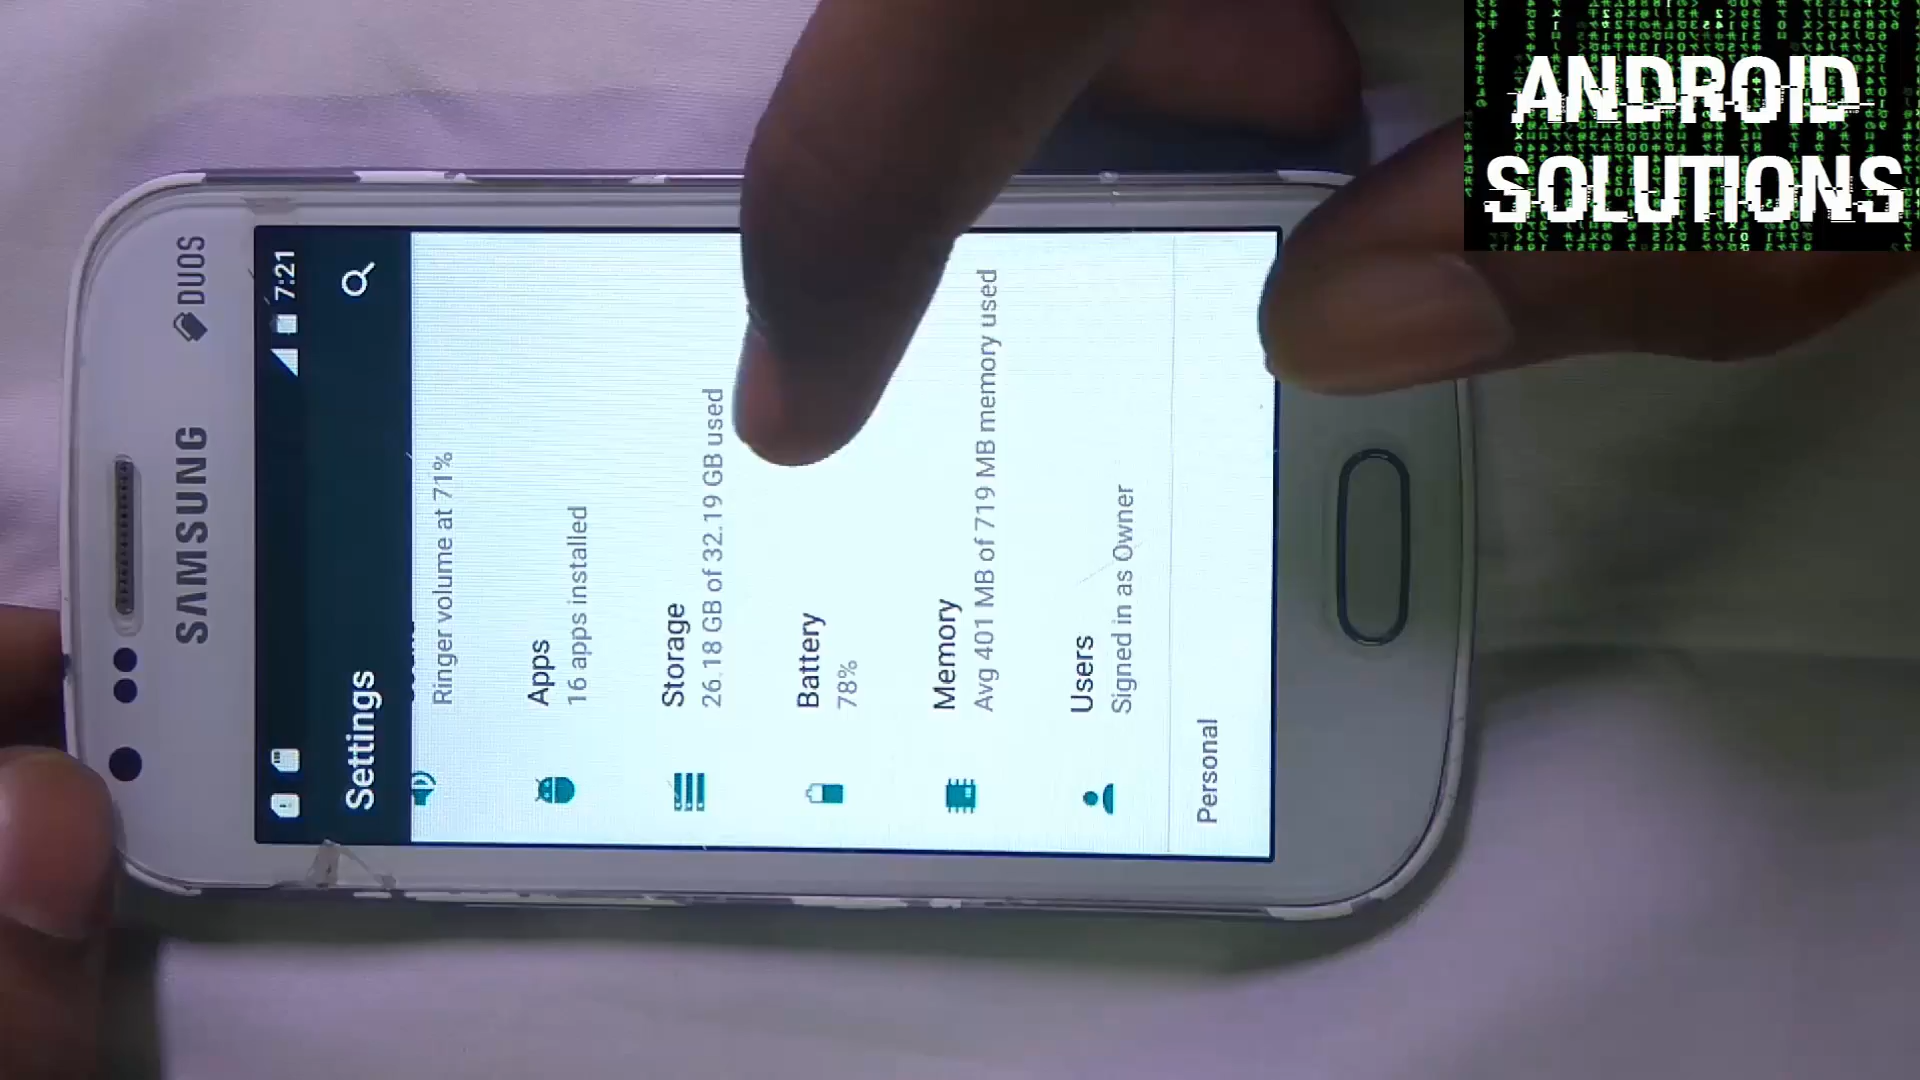 ANDROID
SOLUTIONS
SAMSUNG
DUOS
7:21
Settings
Ringer volume at 71%
Apps
16 apps installed
Storage
26.18 GB of 32.19 GB used
Battery
78%
Memory
Avg 401 MB of 719 MB memory used
Users
Signed in as Owner
Personal